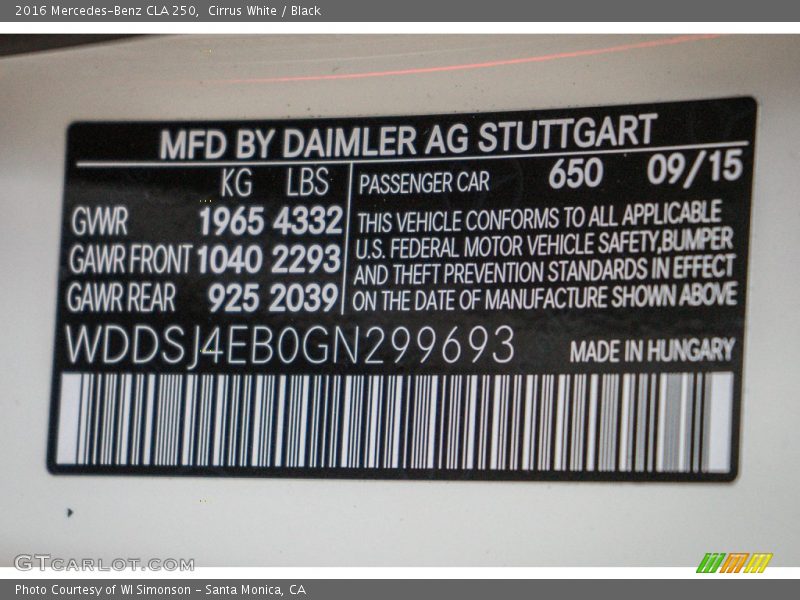 2016 Mercedes-Benz CLA 250,  Cirrus White / Black
MFD BY DAIMLER AG STUTTGART
KG LBS
GWR 1965 4332
GAWR FRONT 1040 2293
GAWR REAR 925 2039
PASSENGER CAR 650 09/15
THIS VEHICLE CONFORMS TO ALL APPLICABLE
U.S. FEDERAL MOTOR VEHICLE SAFETY,BUMPER
AND THEFT PREVENTION STANDARDS IN EFFECT
ON THE DATE OF MANUFACTURE SHOWN ABOVE
WDDSJ4EB0GN299693
MADE IN HUNGARY
GTCARLOT.COM
Photo Courtesy of WI Simonson - Santa Monica, CA